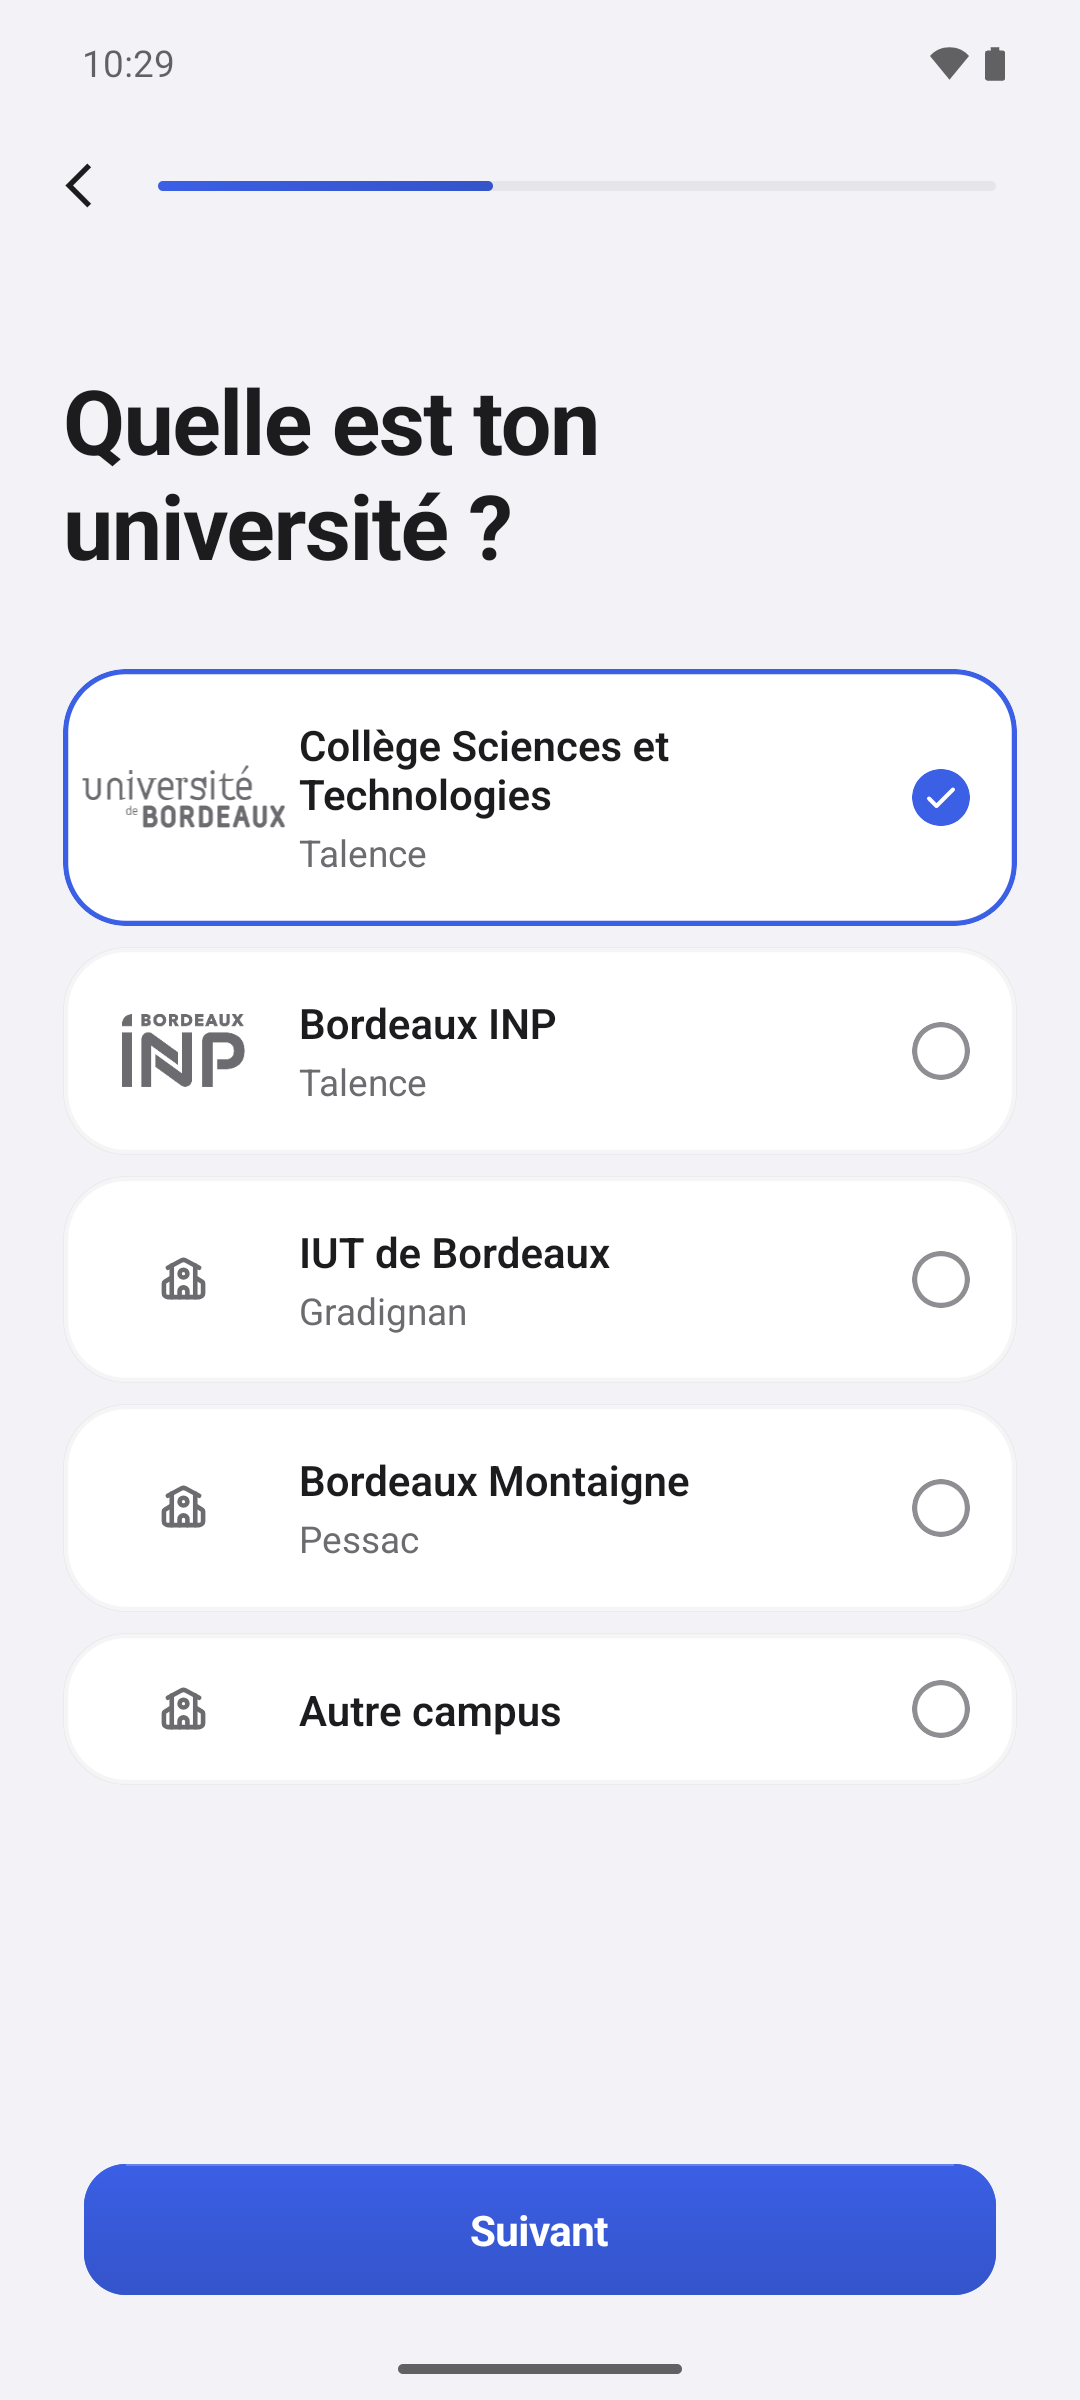 10:29
Quelle est ton
université ?
université
de BORDEAUX
Collège Sciences et
Technologies
Talence
BORDEAUX
INP
Bordeaux INP
Talence
IUT de Bordeaux
Gradignan
Bordeaux Montaigne
Pessac
Autre campus
Suivant